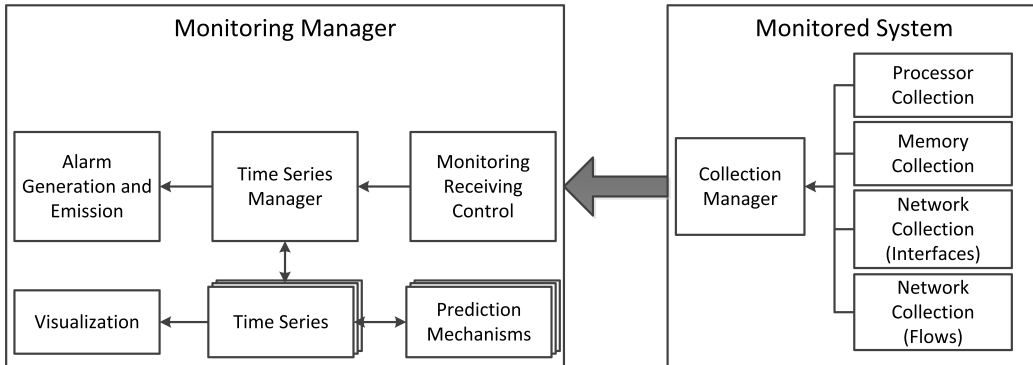 Monitoring Manager
Alarm
Generation and
Emission
Time Series
Manager
Monitoring
Receiving
Control
Visualization
Time Series
Prediction
Mechanisms
Monitored System
Collection
Manager
Processor
Collection
Memory
Collection
Network
Collection
(Interfaces)
Network
Collection
(Flows)